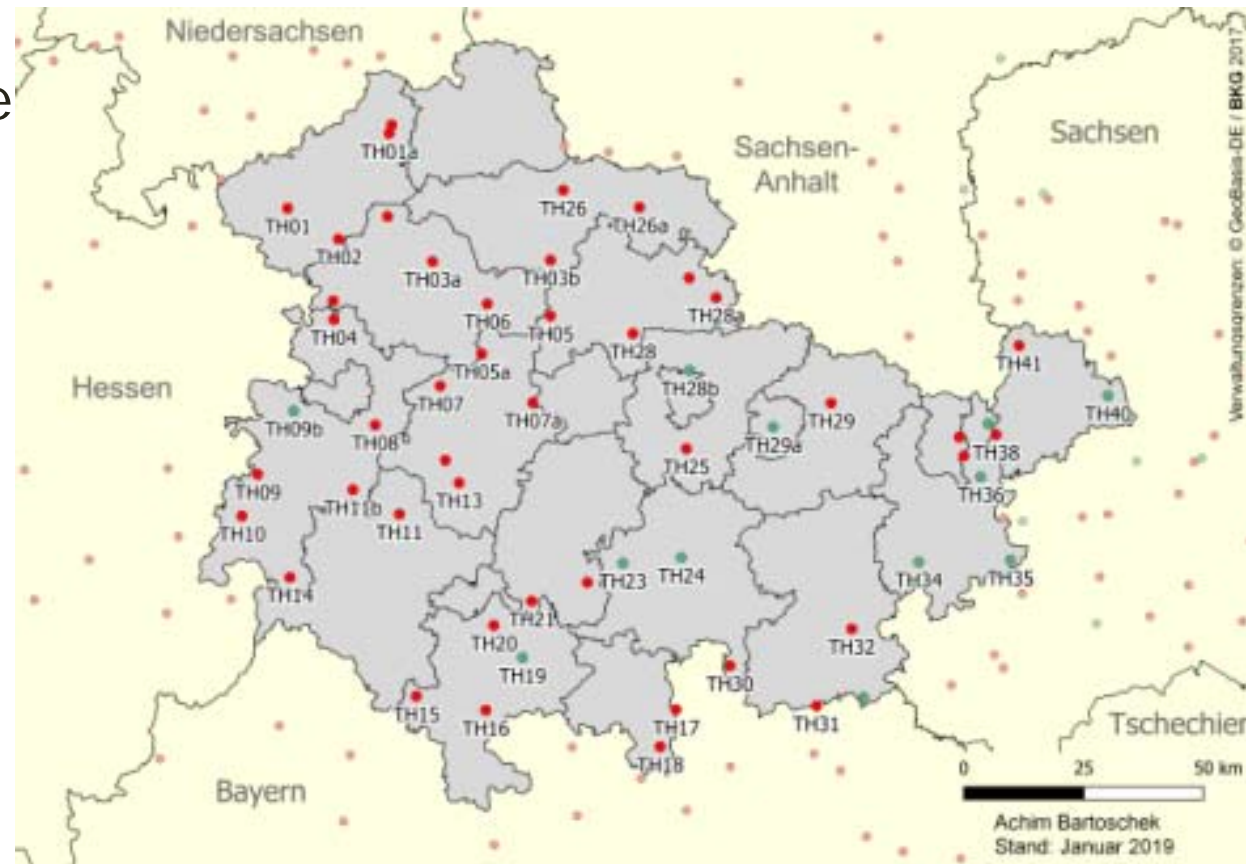 e
Niedersachsen
Sachsen
Sachsen-
Anhalt
Hessen
Bayern
Tschechier
TH01a
TH01
TH02
TH26
TH26a
TH03a
TH03b
TH04
TH06
TH05
TH28a
TH28
TH05a
TH28b
TH07
TH07a
TH41
TH40
TH09b
TH08
TH29
TH29a
TH38
TH25
TH36
TH09
TH13
TH11b
TH10
TH11
TH14
TH23
TH24
TH34
TH35
TH21
TH20
TH32
TH19
TH30
TH15
TH16
TH17
TH31
TH18
0 25 50 km
Achim Bartoschek
Stand: Januar 2019
Verwaltungsgrenzen: © GeoBasis-DE / BKG 2017